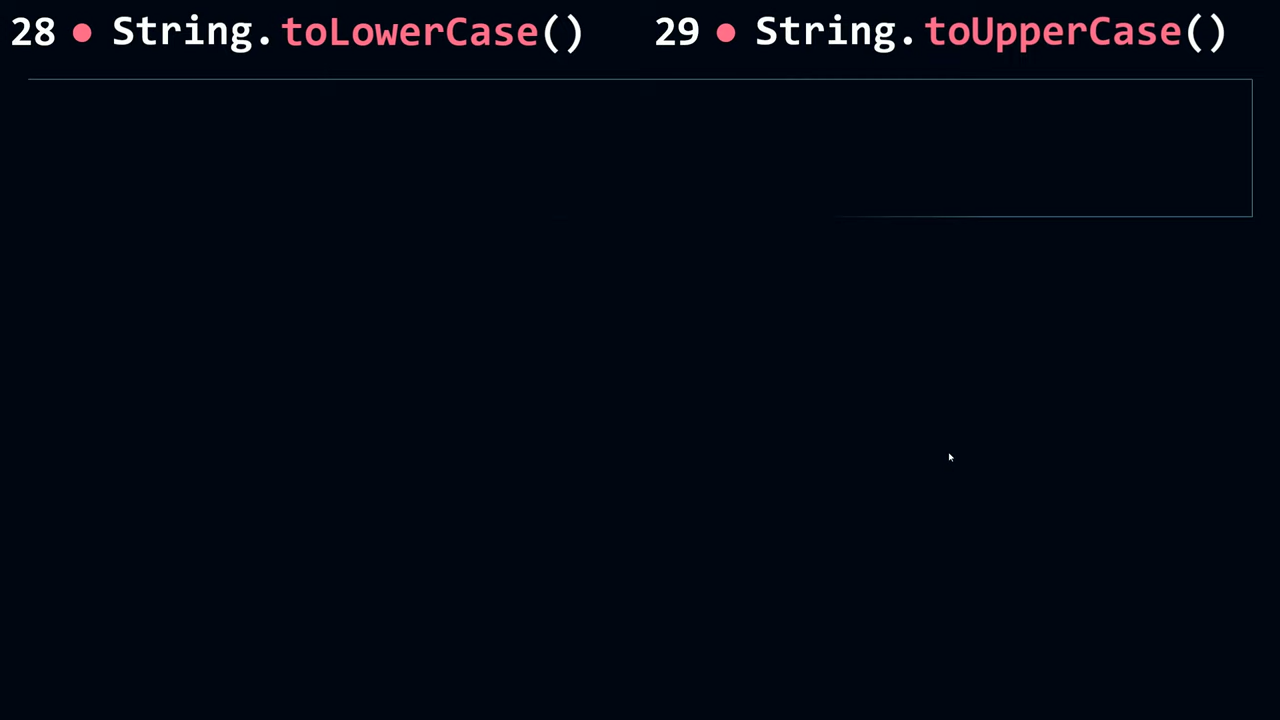 28 • String.toLowerCase() 29 • String.toUpperCase()